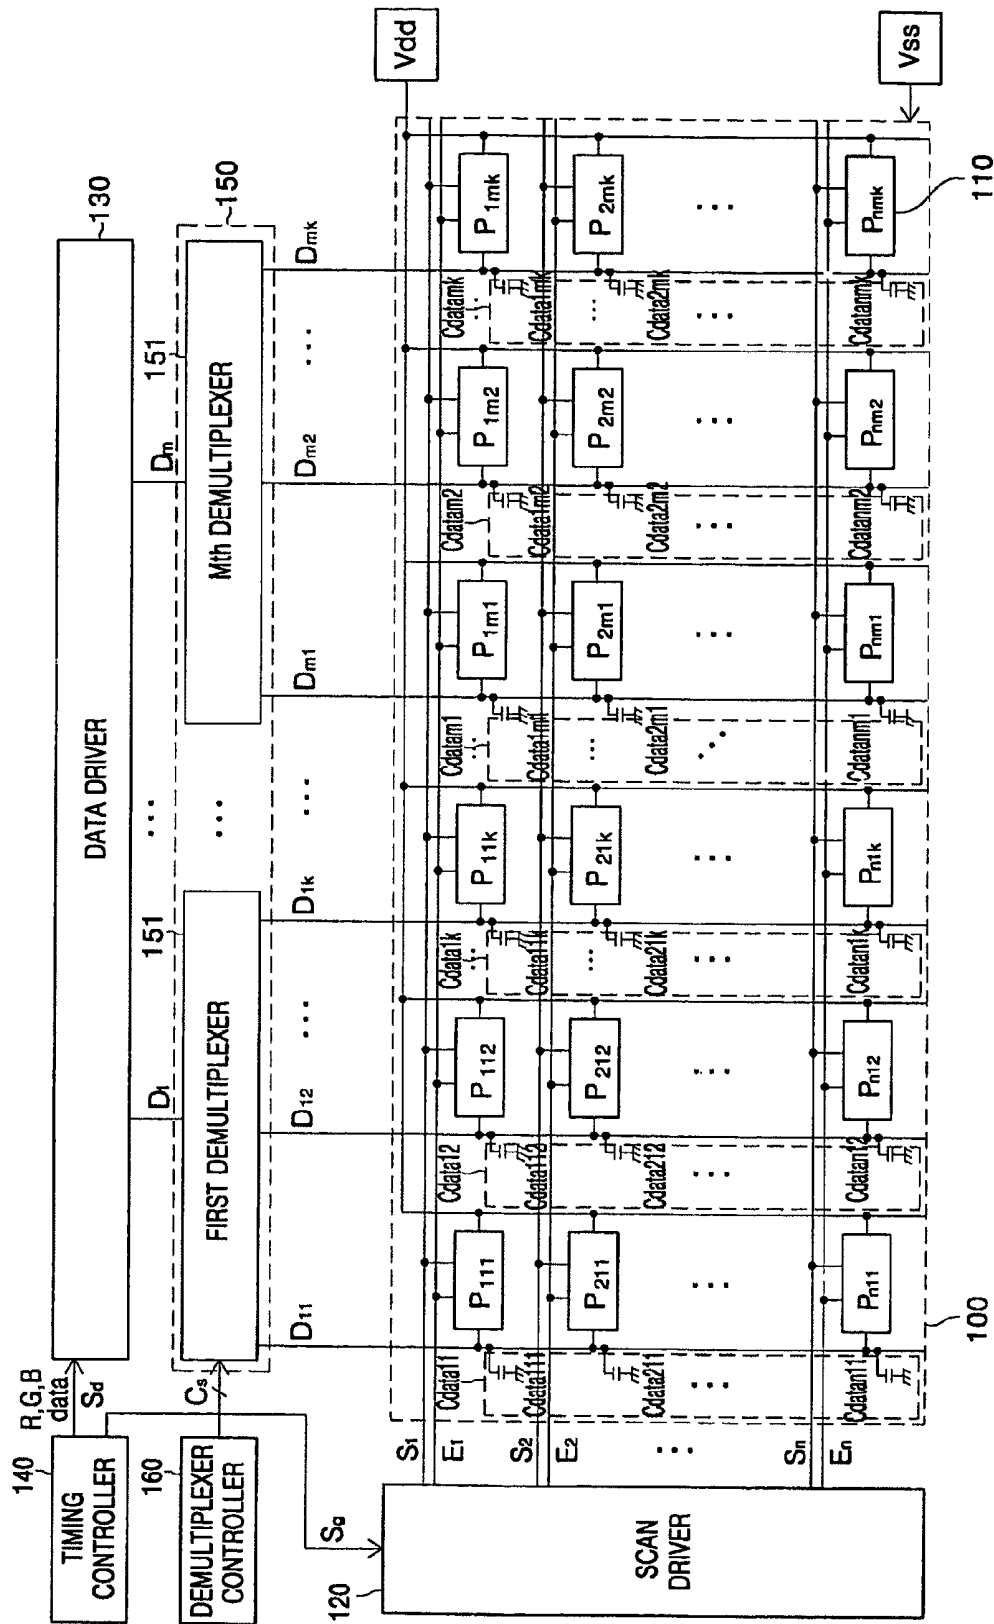 130
DATA DRIVER
R,G,B
data
Sd
140
TIMING
CONTROLLER
D1
...
Dm
150
151
151
FIRST DEMULTIPLEXER
...
Mth DEMULTIPLEXER
Cs
160
DEMULTIPLEXER
CONTROLLER
D11
D12
...
D1k
...
Dm1
Dm2
...
Dmk
Sa
Vdd
S1
E1
Cdata11
P111
Cdata12
P112
Cdata1k
...
P11k
Cdatam1
...
P1m1
Cdatam2
P1m2
Cdatamk
...
P1mk
Cdata111
Cdata112
Cdata11k
Cdata1m1
Cdata1m2
Cdata1mk
S2
E2
P211
P212
...
P21k
...
P2m1
P2m2
...
P2mk
Cdata211
Cdata212
Cdata21k
Cdata2m1
Cdata2m2
Cdata2mk
...
...
...
...
...
...
...
...
...
...
...
...
...
Sn
En
Cdatan11
Pn11
Cdatan12
Pn12
Cdatan1k
Pn1k
Cdatanm1
Pnm1
Cdatanm2
Pnm2
Cdatanmk
Pnmk
Vss
110
100
120
SCAN
DRIVER